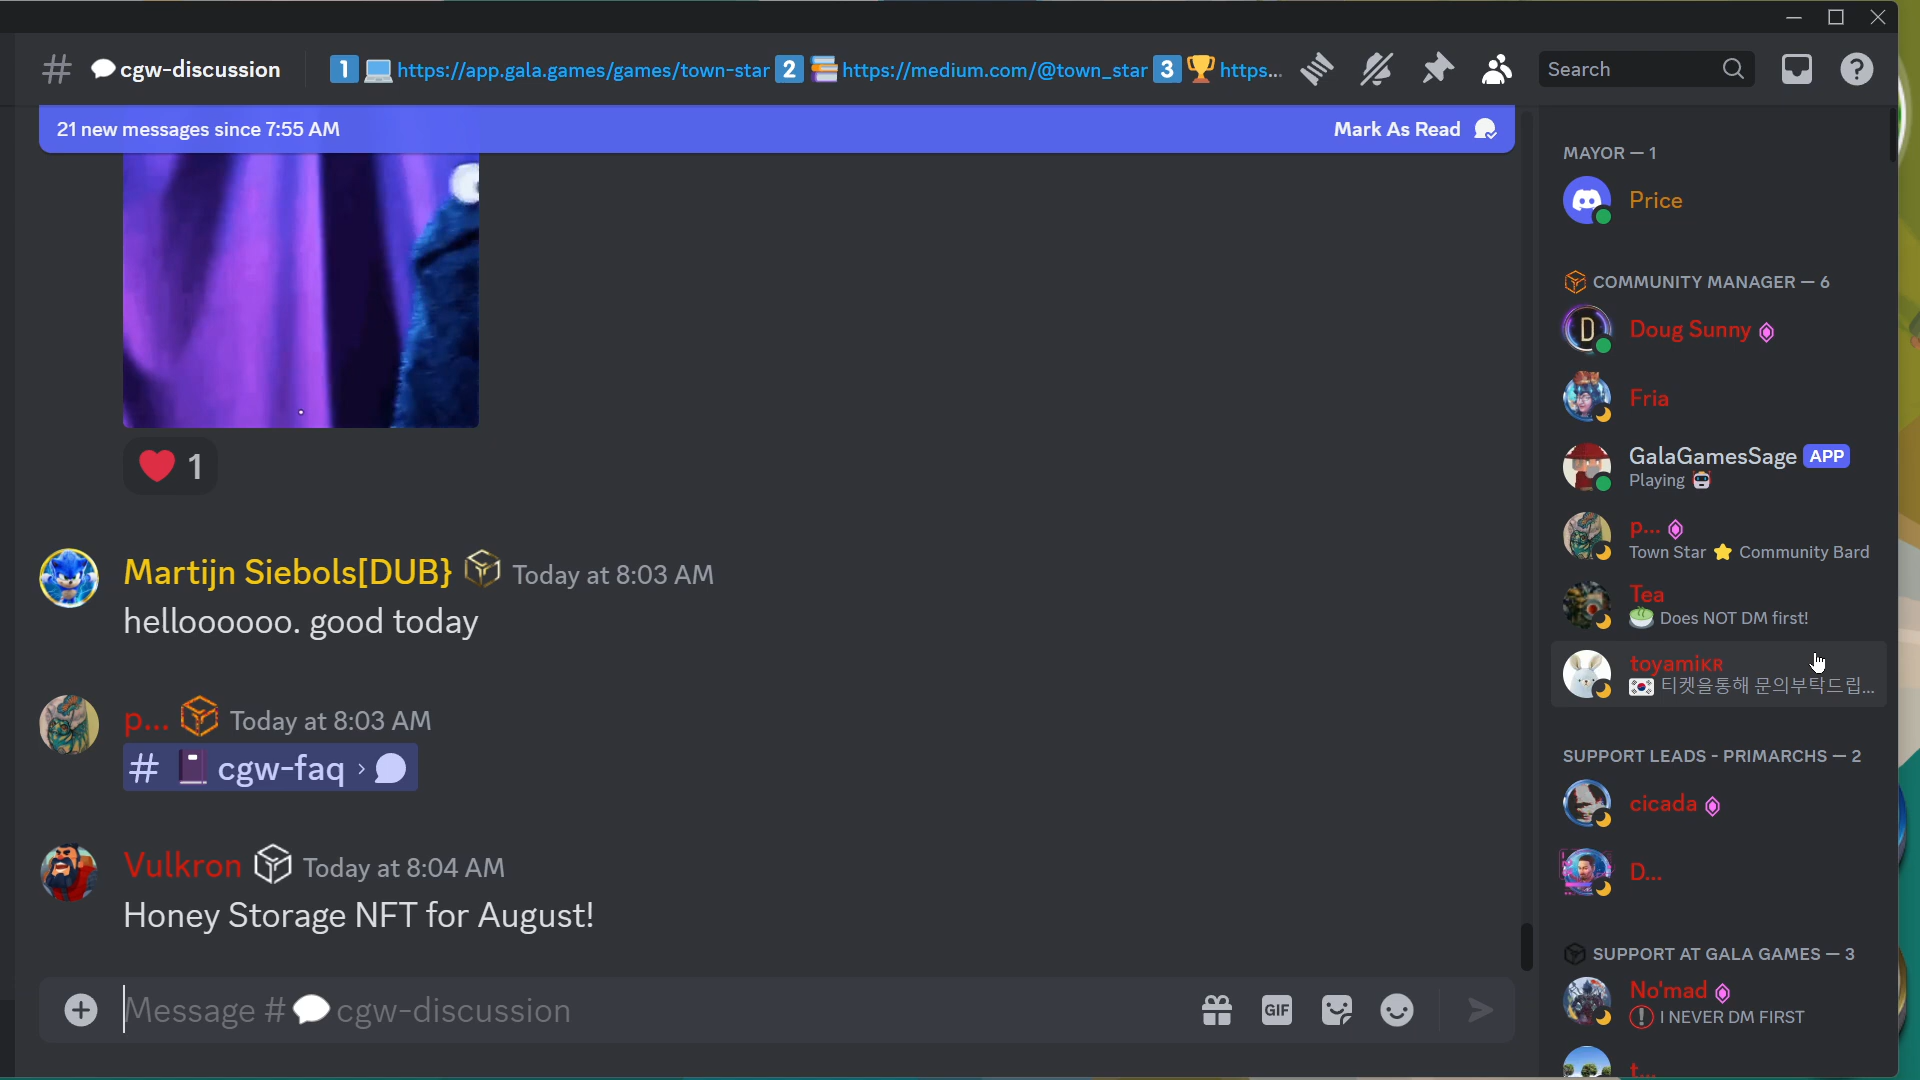 cgw-discussion
1 https://app.gala.games/games/town-star 2 https://medium.com/@town_star 3 https...
Search
21 new messages since 7:55 AM
Mark As Read
1
Martijn Siebols[DUB} Today at 8:03 AM
helloooooo. good today
p... Today at 8:03 AM
# cgw-faq ›
Vulkron Today at 8:04 AM
Honey Storage NFT for August!
Message # cgw-discussion
GIF
MAYOR — 1
Price
COMMUNITY MANAGER — 6
D
Doug Sunny
Fria
GalaGamesSage APP
Playing
p...
Town Star ⭐ Community Bard
Tea
Does NOT DM first!
toyamiKR
티켓을통해 문의부탁드립...
SUPPORT LEADS - PRIMARCHS — 2
cicada
D...
SUPPORT AT GALA GAMES — 3
No'mad
I NEVER DM FIRST
t...